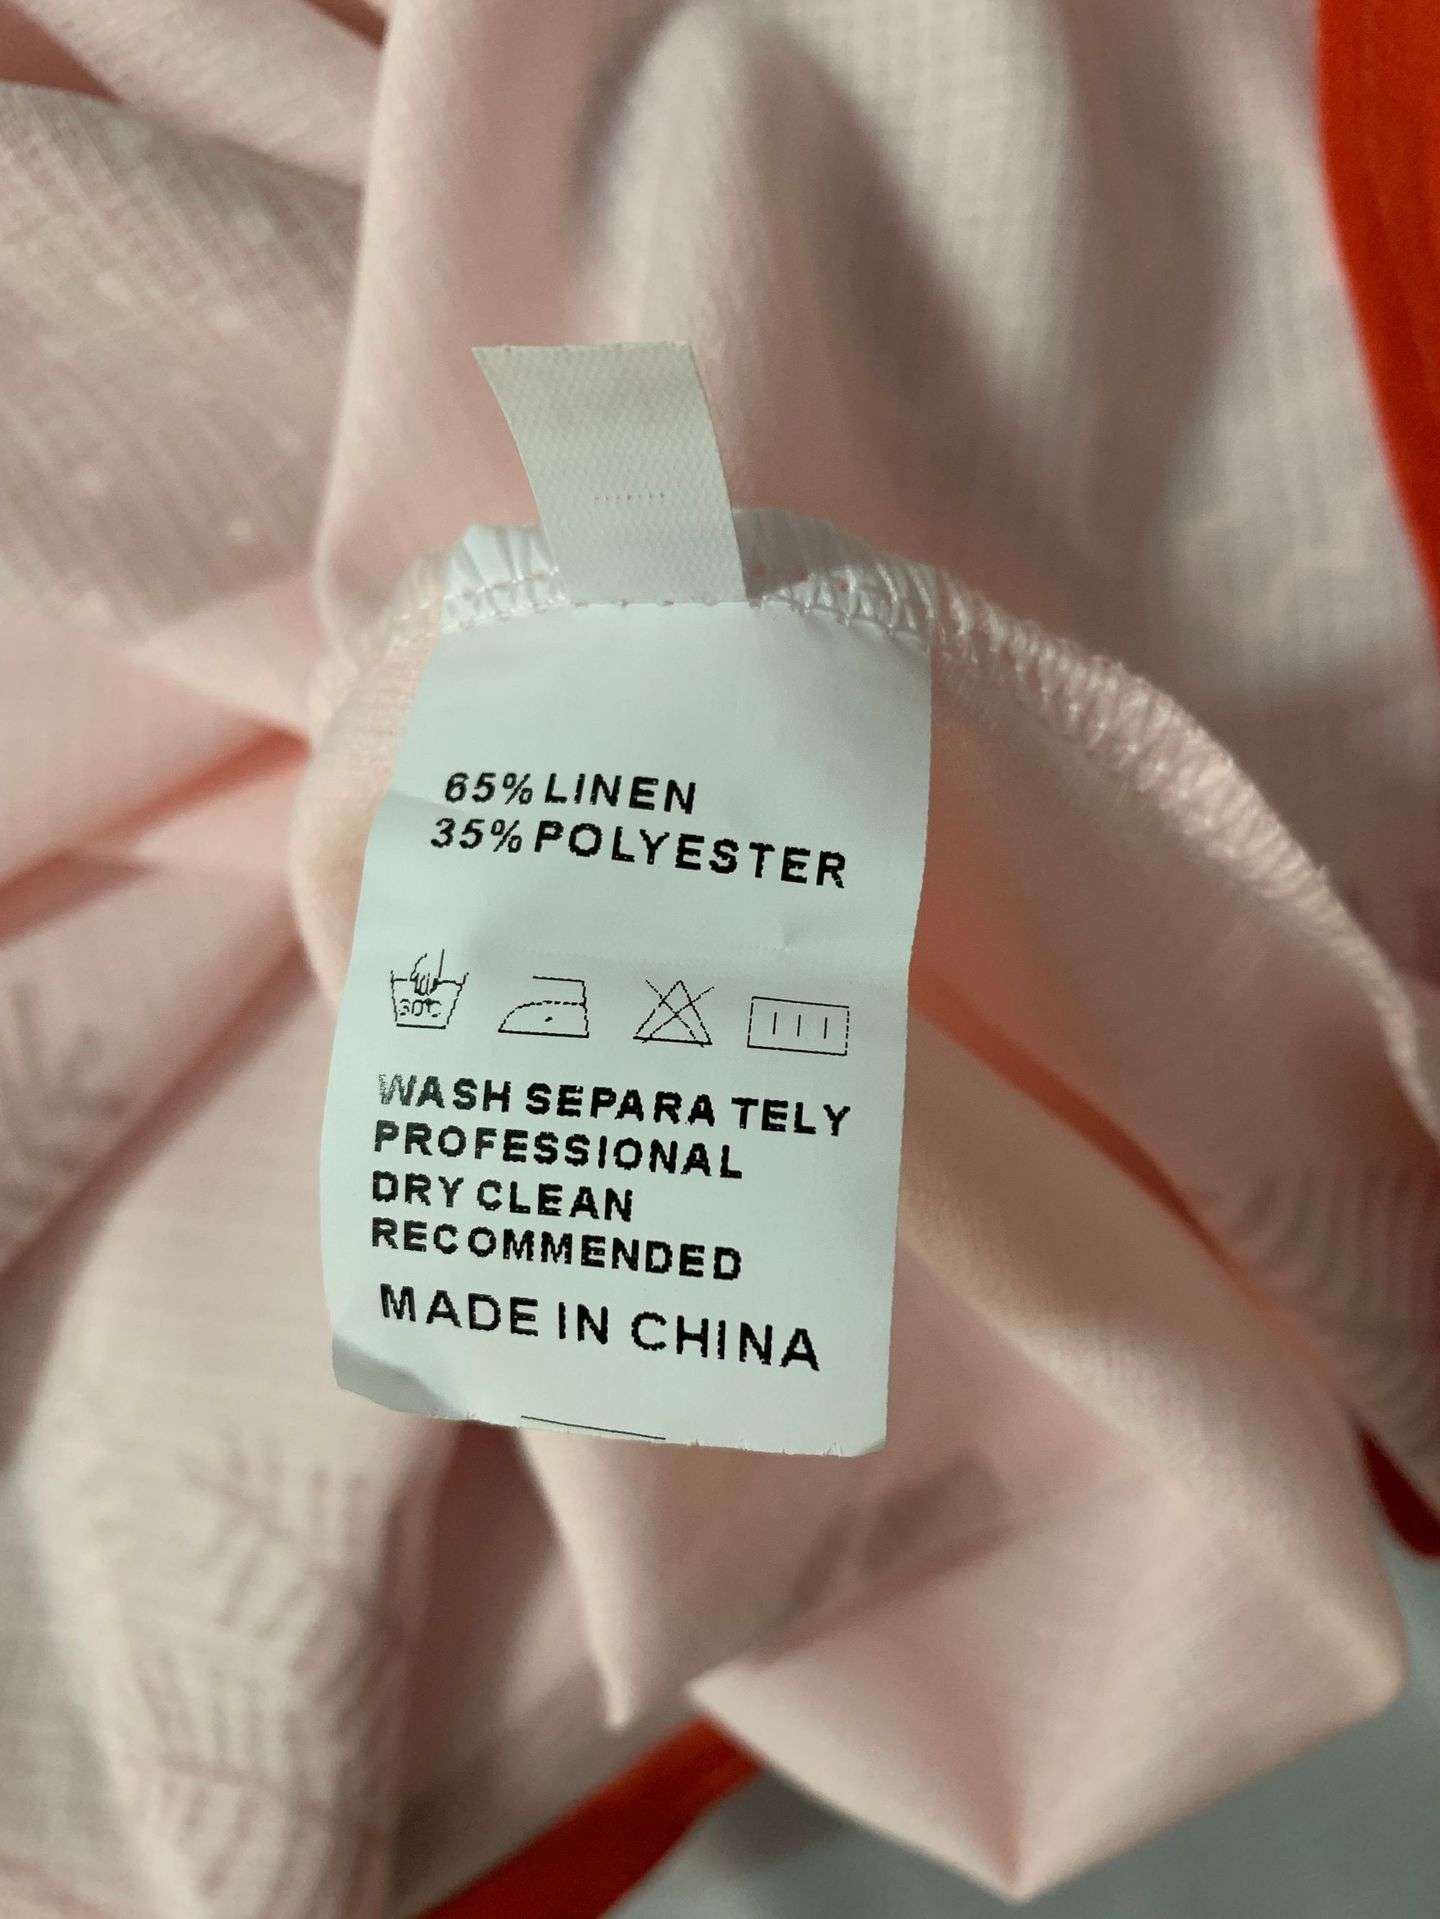 65% LINEN
35% POLYESTER
30°C
WASH SEPARA TELY
PROFESSIONAL
DRY CLEAN
RECOMMENDED
MADE IN CHINA